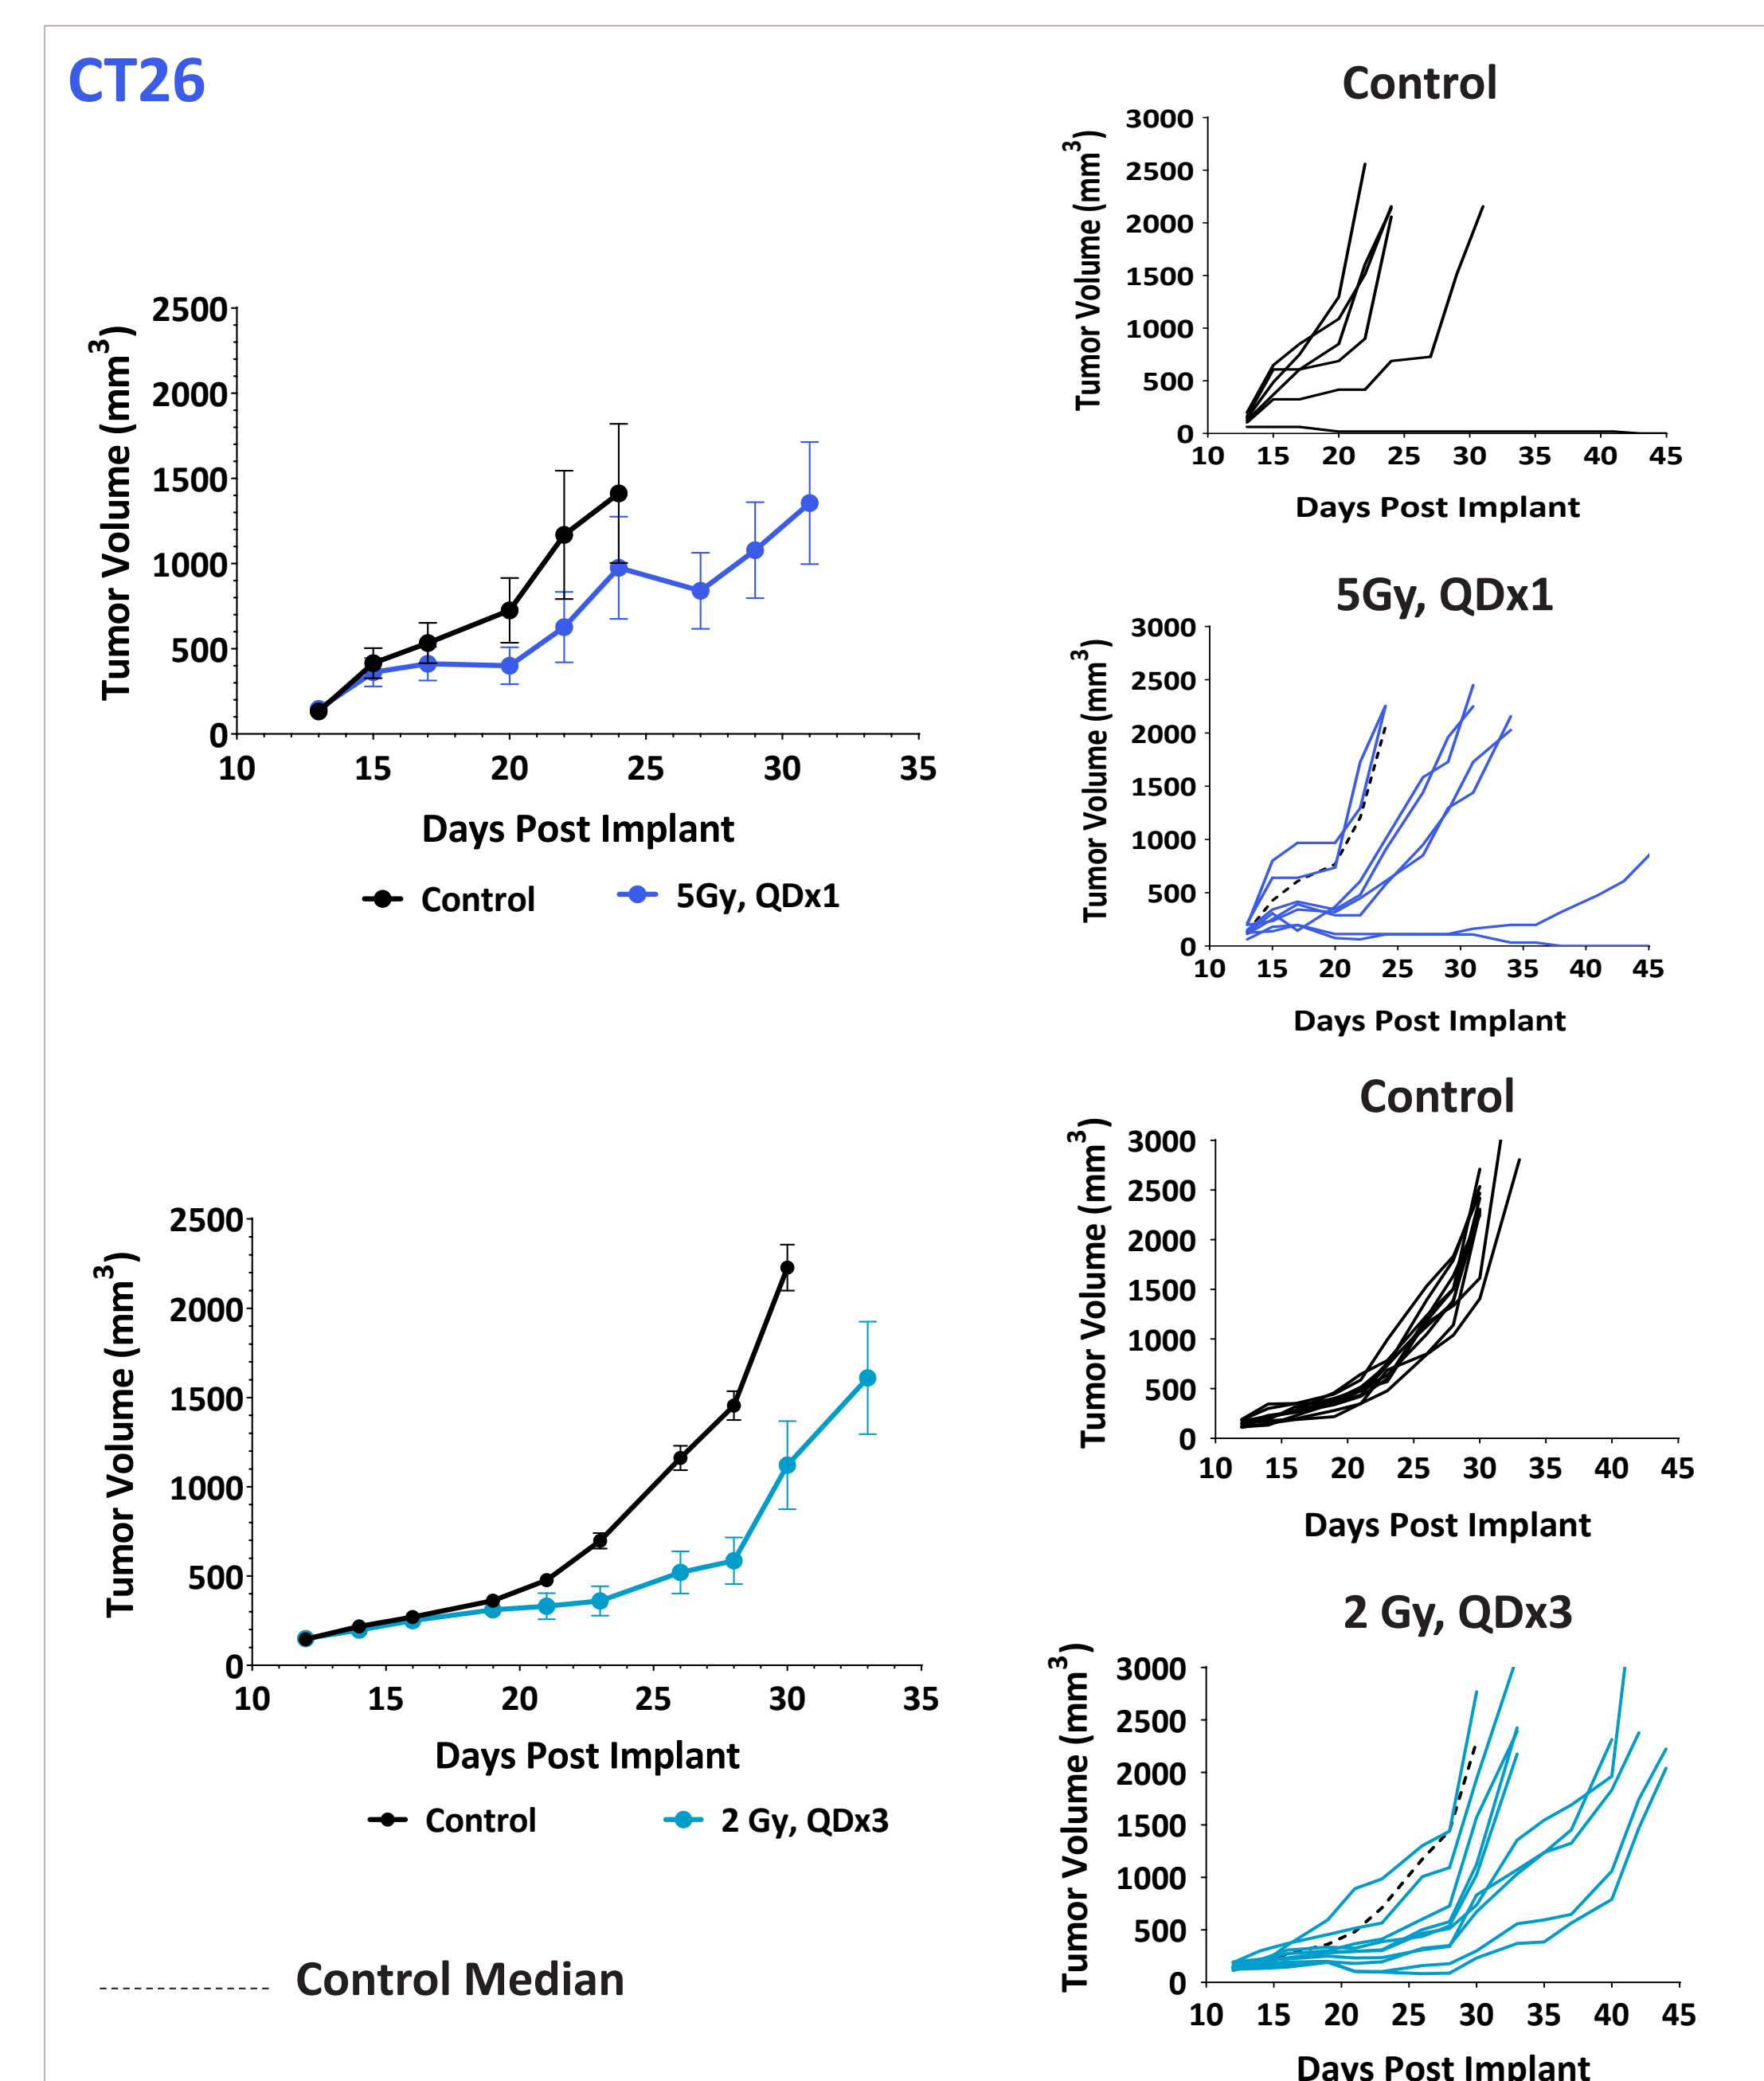 CT26
Tumor Volume (mm³)
2500
2000
1500
1000
500
0
10 15 20 25 30 35
Days Post Implant
Control 5Gy, QDx1
Control
Tumor Volume (mm³)
3000
2500
2000
1500
1000
500
0
10 15 20 25 30 35 40 45
Days Post Implant
5Gy, QDx1
Tumor Volume (mm³)
3000
2500
2000
1500
1000
500
0
10 15 20 25 30 35 40 45
Days Post Implant
Tumor Volume (mm³)
2500
2000
1500
1000
500
0
10 15 20 25 30 35
Days Post Implant
Control 2 Gy, QDx3
Control Median
Control
Tumor Volume (mm³)
3000
2500
2000
1500
1000
500
0
10 15 20 25 30 35 40 45
Days Post Implant
2 Gy, QDx3
Tumor Volume (mm³)
3000
2500
2000
1500
1000
500
0
10 15 20 25 30 35 40 45
Days Post Implant